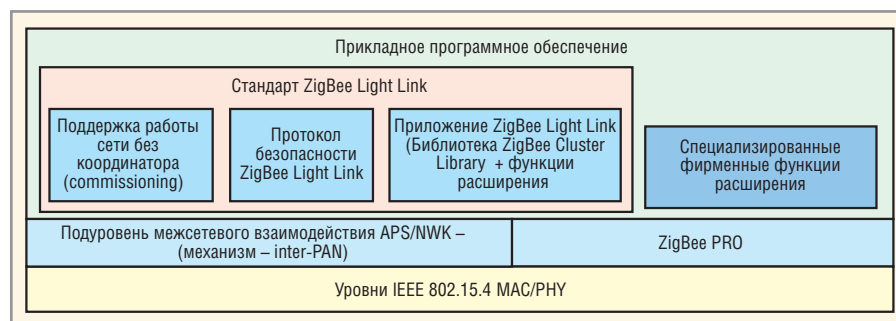 Прикладное программное обеспечение
Стандарт ZigBee Light Link
Поддержка работы
сети без
координатора
(commissioning)
Протокол
безопасности
ZigBee Light Link
Приложение ZigBee Light Link
(Библиотека ZigBee Cluster
Library + функции
расширения
Специализированные
фирменные функции
расширения
Подуровень межсетевого взаимодействия APS/NWK –
(механизм – inter-PAN)
ZigBee PRO
Уровни IEEE 802.15.4 MAC/PHY